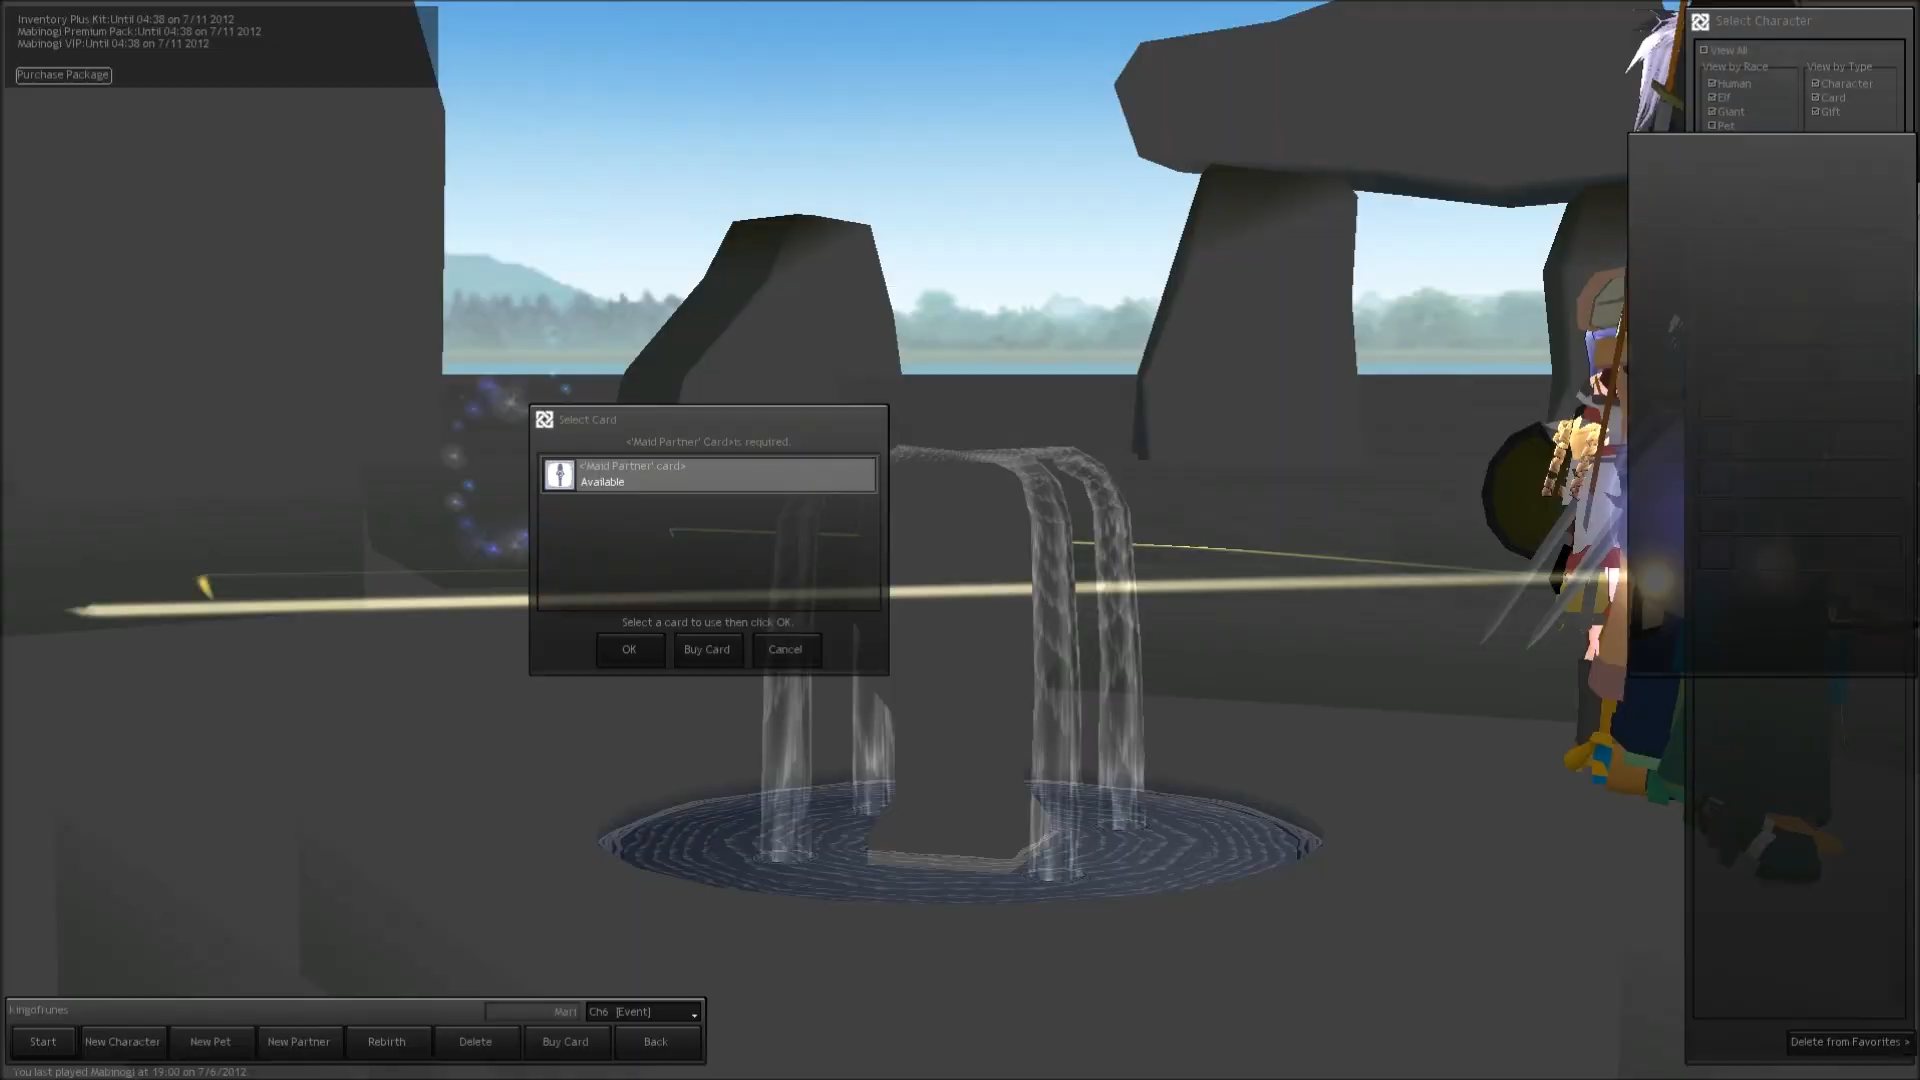 Inventory Plus Kit:Until 04:38 on 7/11 2012
Mabinogi Premium Pack:Until 04:38 on 7/11 2012
Mabinogi VIP:Until 04:38 on 7/11 2012
Purchase Package
Select Character
View All
View by Race
View by Type
Human
Character
Elf
Card
Giant
Gift
Pet
Select Card
<'Maid Partner' Card>is required.
<'Maid Partner' card>
Available
Select a card to use then click OK.
OK
Buy Card
Cancel
kingofrunes
Mari
Ch6 [Event]
Start
New Character
New Pet
New Partner
Rebirth
Delete
Buy Card
Back
Delete from Favorites >
You last played Mabinogi at 19:00 on 7/6/2012.